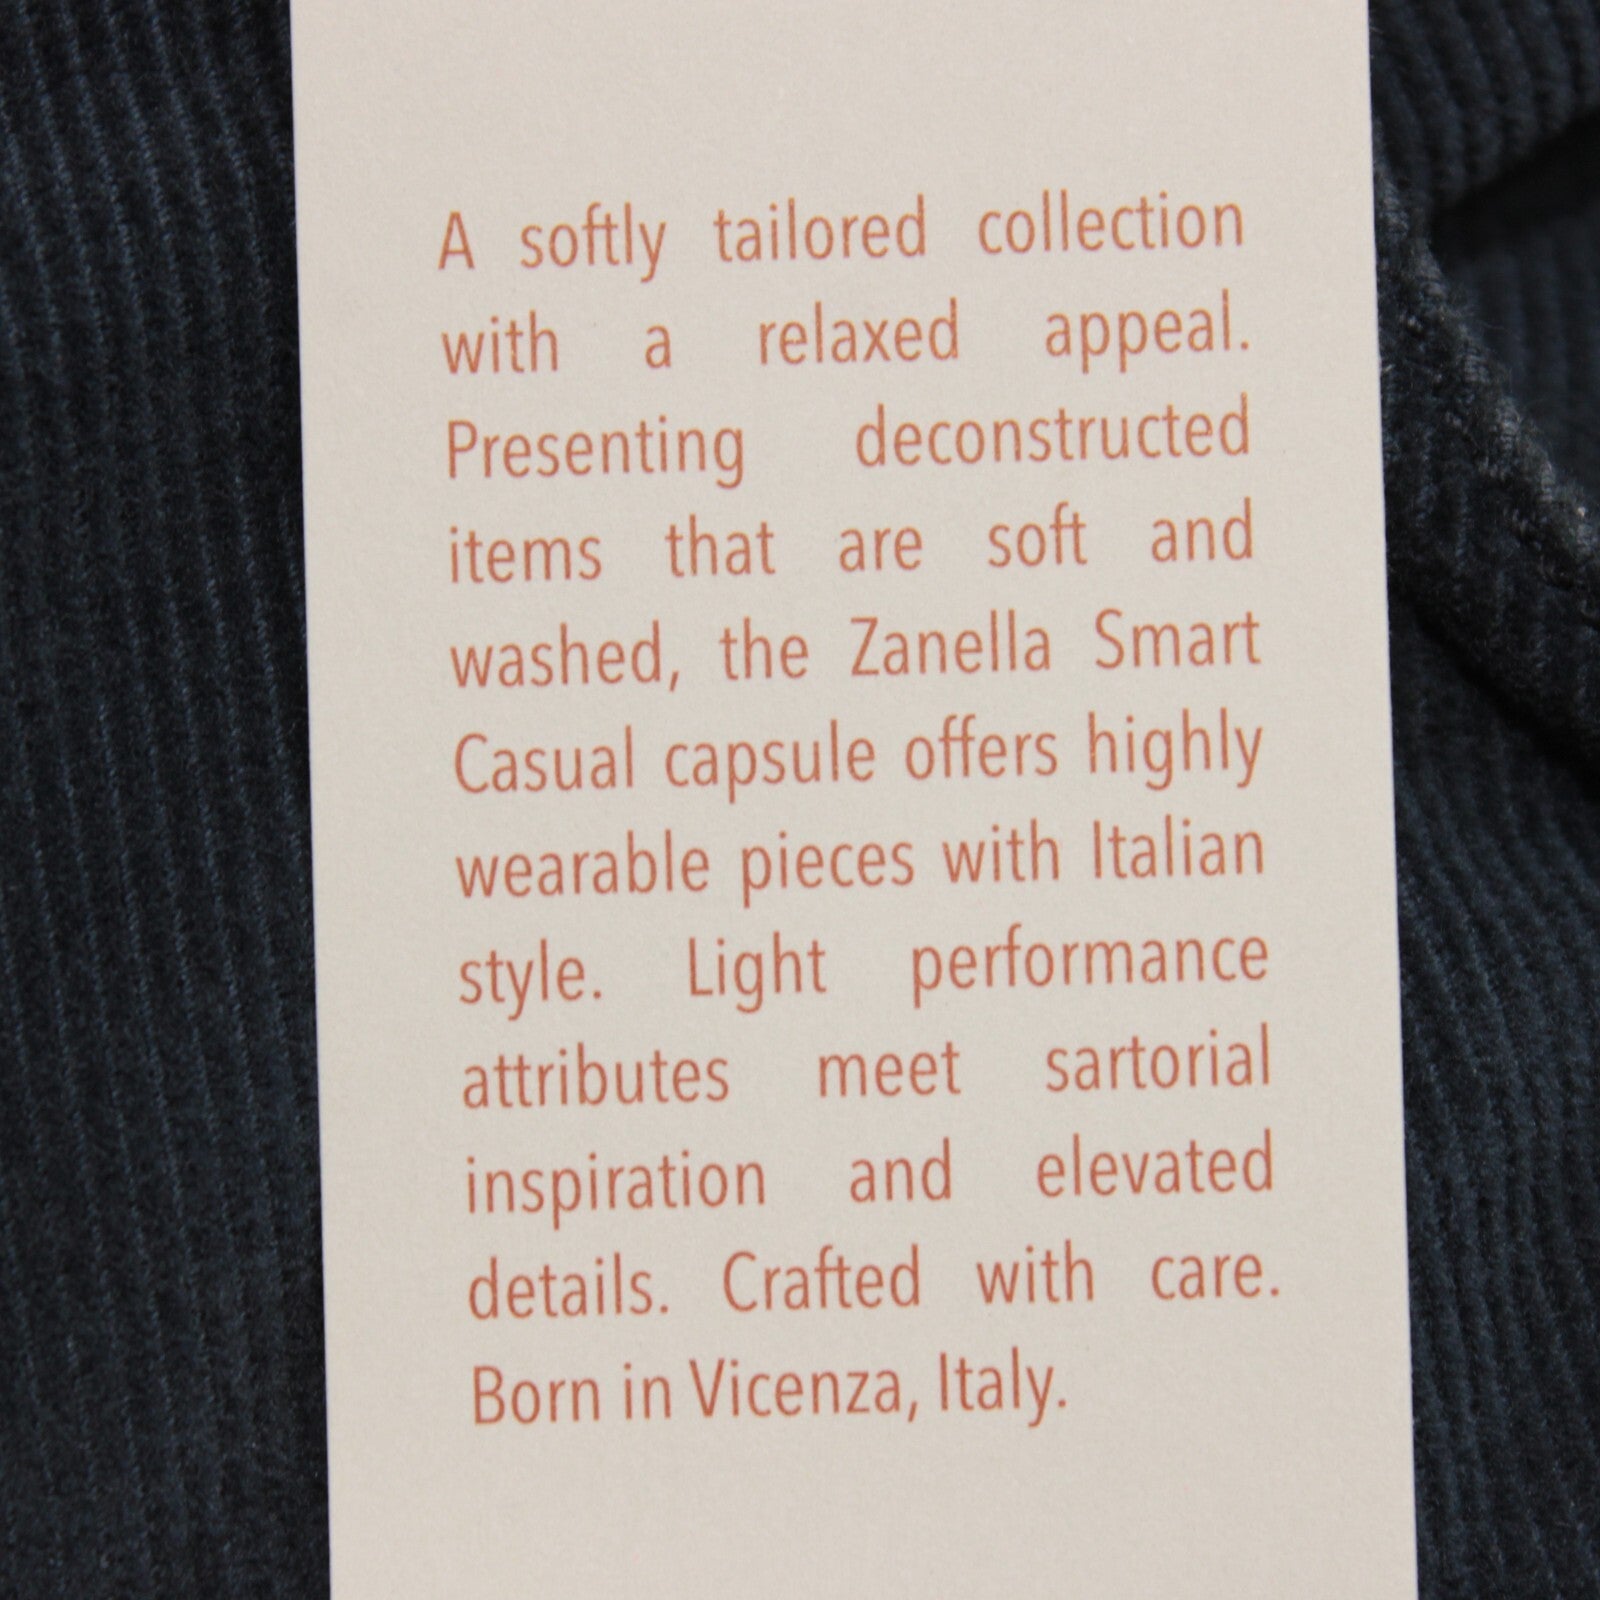 A softly tailored collection
with a relaxed appeal.
Presenting deconstructed
items that are soft and
washed, the Zanella Smart
Casual capsule offers highly
wearable pieces with Italian
style. Light performance
attributes meet sartorial
inspiration and elevated
details. Crafted with care.
Born in Vicenza, Italy.